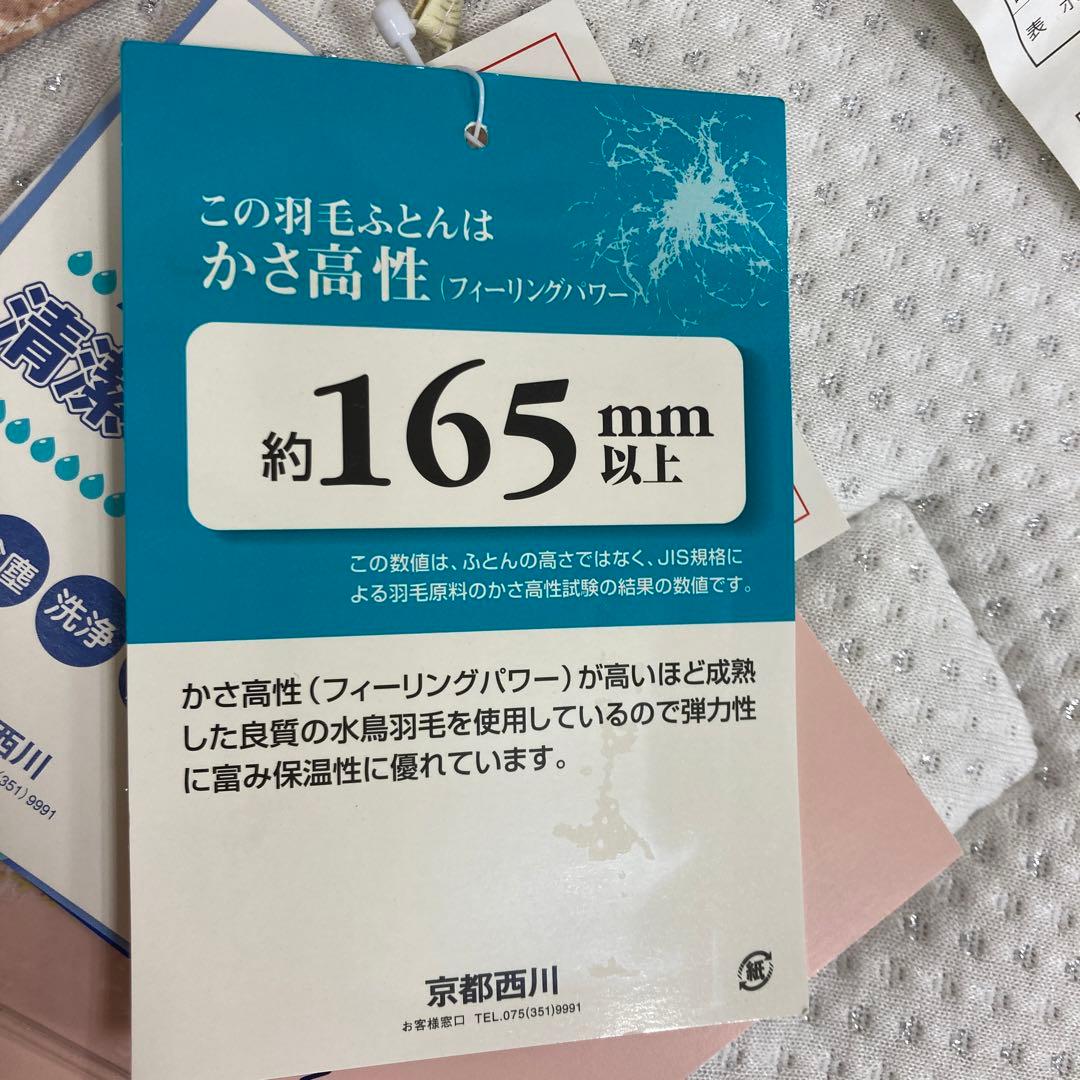 この羽毛ふとんは
かさ高性(フィーリングパワー)
約165mm以上
この数値は、ふとんの高さではなく、JIS規格に
よる羽毛原料のかさ高性試験の結果の数値です。
かさ高性(フィーリングパワー)が高いほど成熟
した良質の水鳥羽毛を使用しているので弾力性
に富み保温性に優れています。
京都西川
お客様窓口 TEL.075(351)9991
紙
清潔
塵
洗浄
西川
(351)9991
表